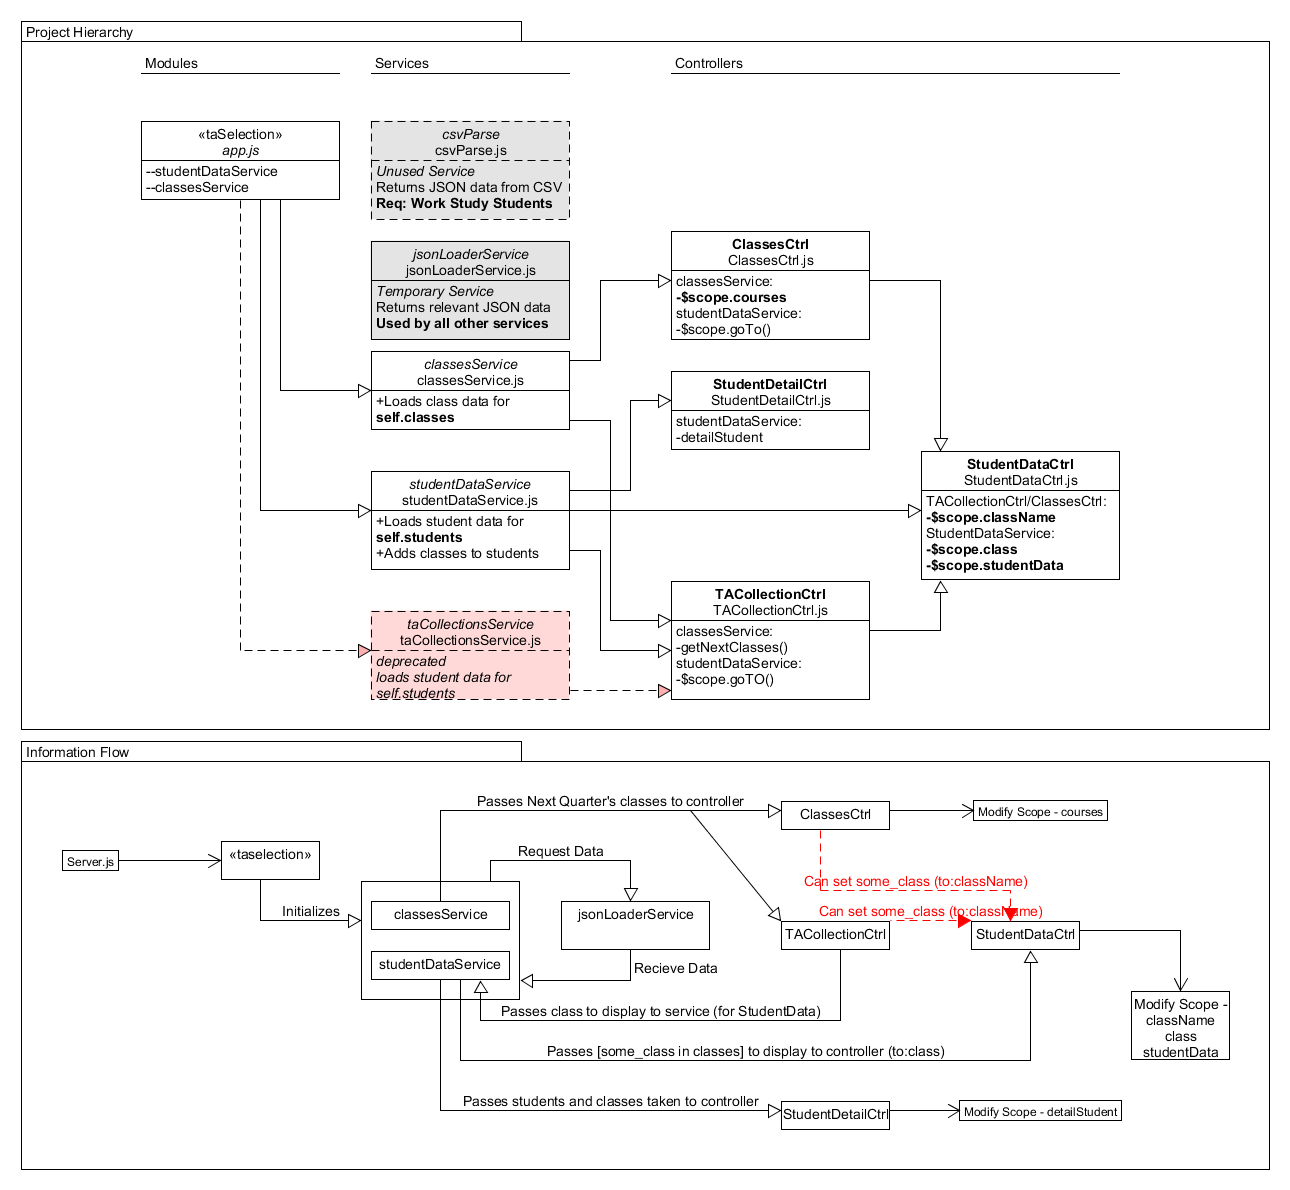 Project Hierarchy
Modules
Services
Controllers
«taSelection»
app.js
--studentDataService
--classesService
csvParse
csvParse.js
Unused Service
Returns JSON data from CSV
Req: Work Study Students
jsonLoaderService
jsonLoaderService.js
Temporary Service
Returns relevant JSON data
Used by all other services
classesService
classesService.js
+Loads class data for
self.classes
studentDataService
studentDataService.js
+Loads student data for
self.students
+Adds classes to students
taCollectionsService
taCollectionsService.js
deprecated
loads student data for
self.students
ClassesCtrl
ClassesCtrl.js
classesService:
-$scope.courses
studentDataService:
-$scope.goTo()
StudentDetailCtrl
StudentDetailCtrl.js
studentDataService:
-detailStudent
TACollectionCtrl
TACollectionCtrl.js
classesService:
-getNextClasses()
studentDataService:
-$scope.goTO()
StudentDataCtrl
StudentDataCtrl.js
TACollectionCtrl/ClassesCtrl:
-$scope.className
StudentDataService:
-$scope.class
-$scope.studentData
Information Flow
Passes Next Quarter's classes to controller
ClassesCtrl
Modify Scope - courses
Server.js
«taselection»
Request Data
Initializes
classesService
studentDataService
jsonLoaderService
Recieve Data
Can set some_class (to:className)
Can set some_class (to:className)
TACollectionCtrl
StudentDataCtrl
Passes class to display to service (for StudentData)
Modify Scope -
className
class
studentData
Passes [some_class in classes] to display to controller (to:class)
Passes students and classes taken to controller
StudentDetailCtrl
Modify Scope - detailStudent